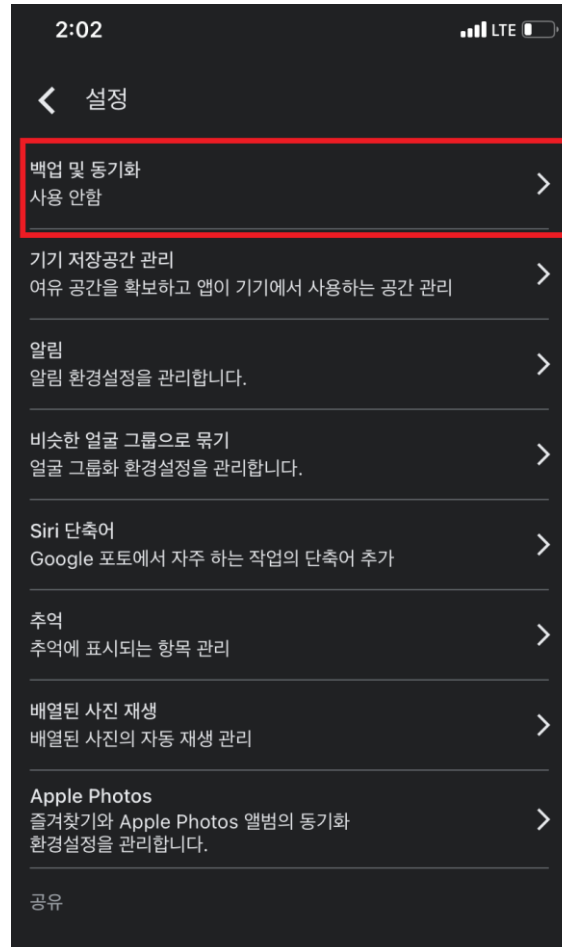 2:02
LTE
설정
백업 및 동기화
사용 안함
기기 저장공간 관리
여유 공간을 확보하고 앱이 기기에서 사용하는 공간 관리
알림
알림 환경설정을 관리합니다.
비슷한 얼굴 그룹으로 묶기
얼굴 그룹화 환경설정을 관리합니다.
Siri 단축어
Google 포토에서 자주 하는 작업의 단축어 추가
추억
추억에 표시되는 항목 관리
배열된 사진 재생
배열된 사진의 자동 재생 관리
Apple Photos
즐겨찾기와 Apple Photos 앨범의 동기화
환경설정을 관리합니다.
공유